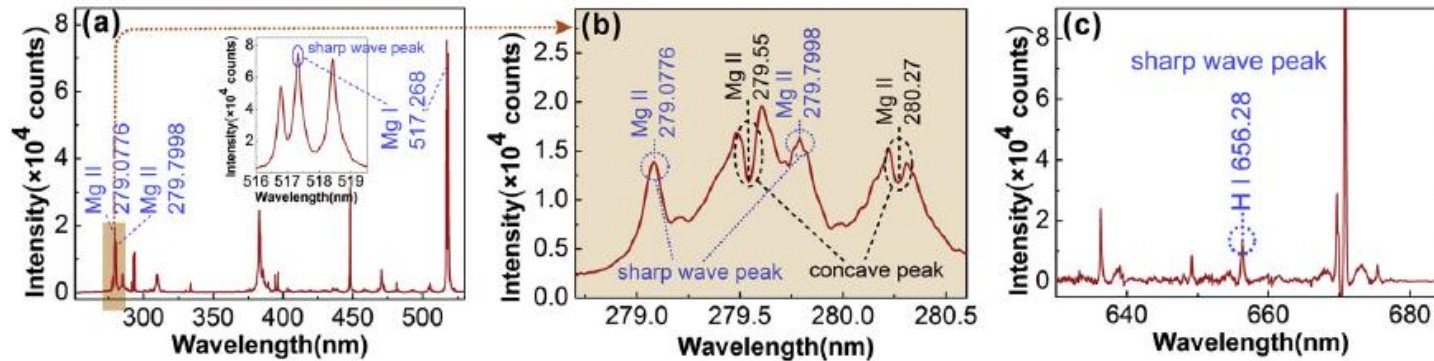 (a)
Intensity(×10⁴ counts)
8
6
4
2
0
250
300
350
400
450
500
Wavelength(nm)
Mg II
279.0776
Mg II
279.7998
Mg I
517.268
sharp wave peak
Intensity(×10⁴ counts)
8
6
4
2
516
517
518
519
Wavelength(nm)
(b)
Intensity(×10⁴ counts)
2.5
2.0
1.5
1.0
0.5
0.0
279.0
279.5
280.0
280.5
Wavelength(nm)
Mg II
279.0776
Mg II
279.55
Mg II
279.7998
Mg II
280.27
sharp wave peak
concave peak
(c)
Intensity(×10⁴ counts)
8
6
4
2
0
640
660
680
Wavelength(nm)
sharp wave peak
H I 656.28